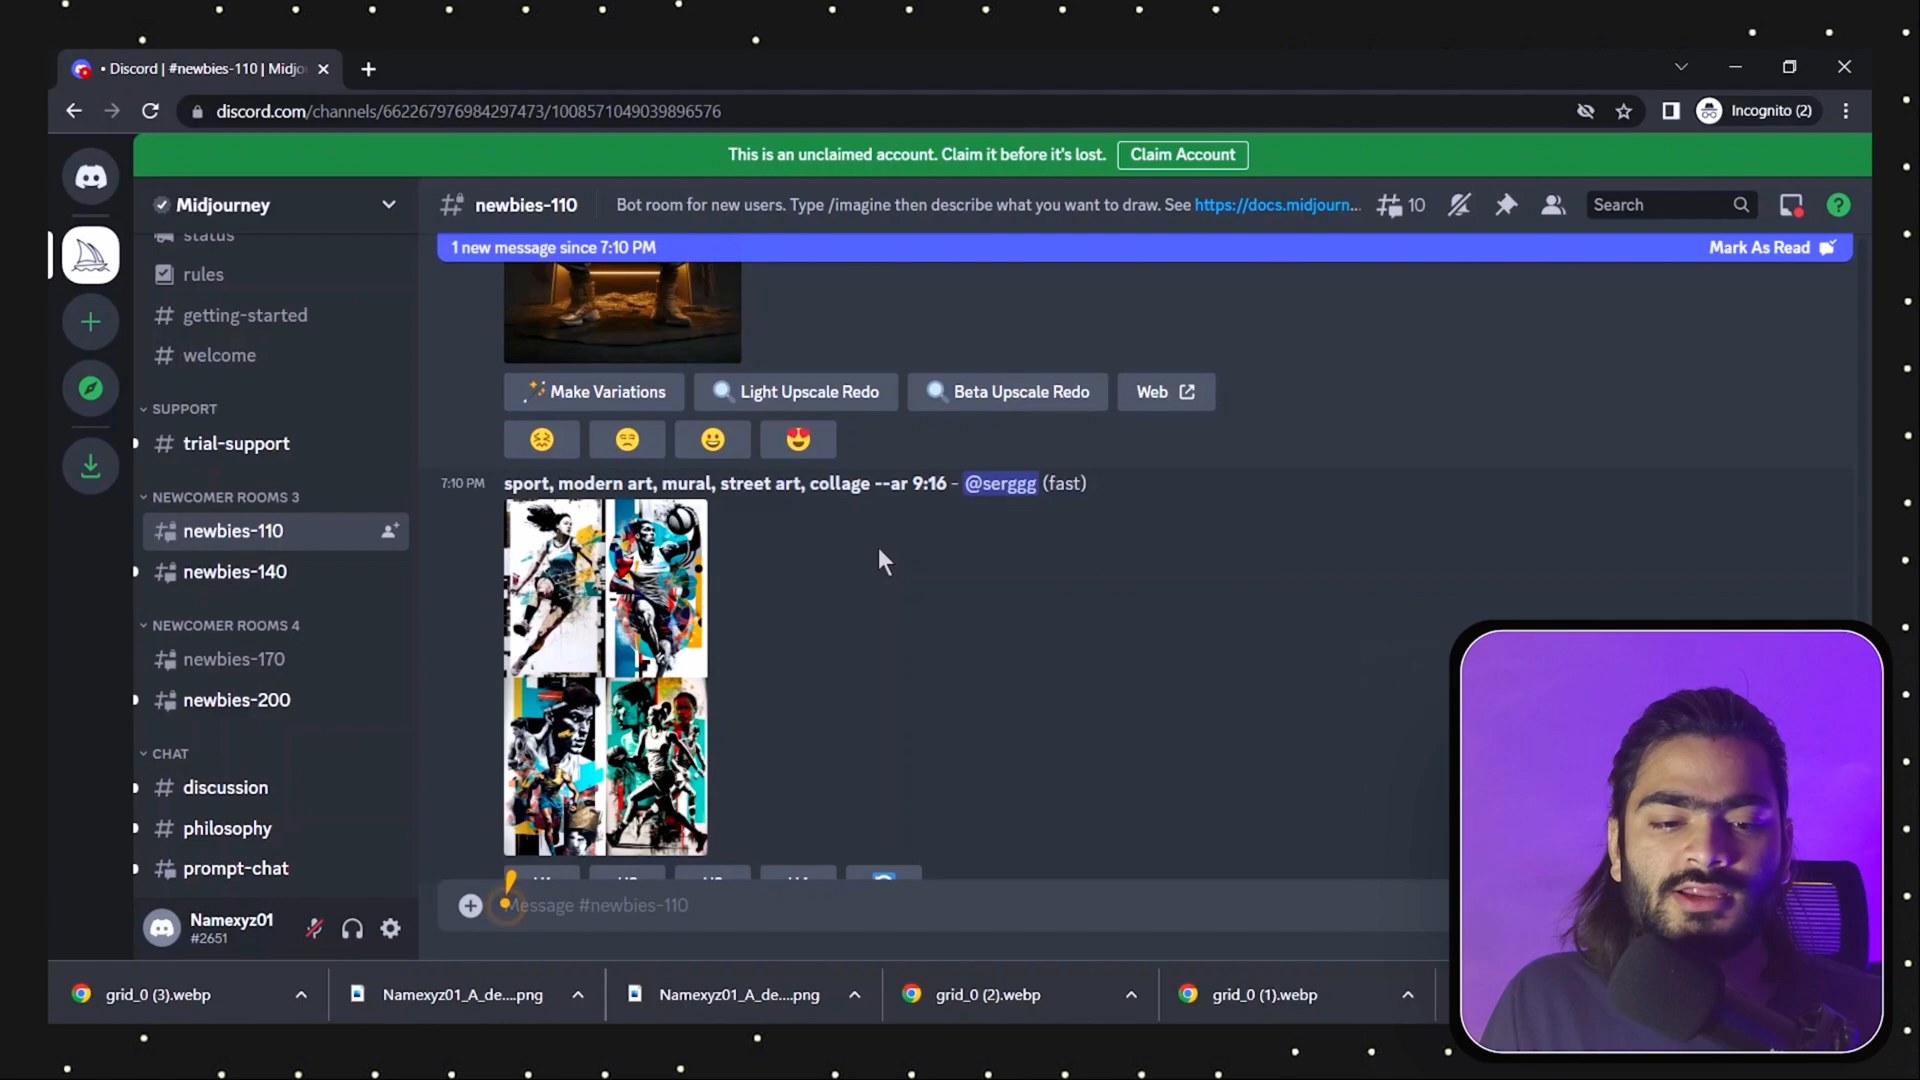 • Discord | #newbies-110 | Midjo
discord.com/channels/662267976984297473/1008571049039896576
Incognito (2)
This is an unclaimed account. Claim it before it's lost.
Claim Account
Midjourney
newbies-110
Bot room for new users. Type /imagine then describe what you want to draw. See https://docs.midjourn...
10
Search
1 new message since 7:10 PM
Mark As Read
status
rules
getting-started
welcome
SUPPORT
trial-support
NEWCOMER ROOMS 3
newbies-110
newbies-140
NEWCOMER ROOMS 4
newbies-170
newbies-200
CHAT
discussion
philosophy
prompt-chat
Namexyz01
#2651
Make Variations
Light Upscale Redo
Beta Upscale Redo
Web
7:10 PM
sport, modern art, mural, street art, collage --ar 9:16 - @serggg (fast)
Message #newbies-110
grid_0 (3).webp
Namexyz01_A_de....png
Namexyz01_A_de....png
grid_0 (2).webp
grid_0 (1).webp